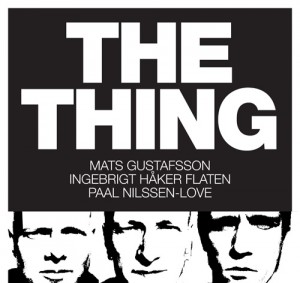 THE
THING
MATS GUSTAFSSON
INGEBRIGT HÅKER FLATEN
PAAL NILSSEN-LOVE